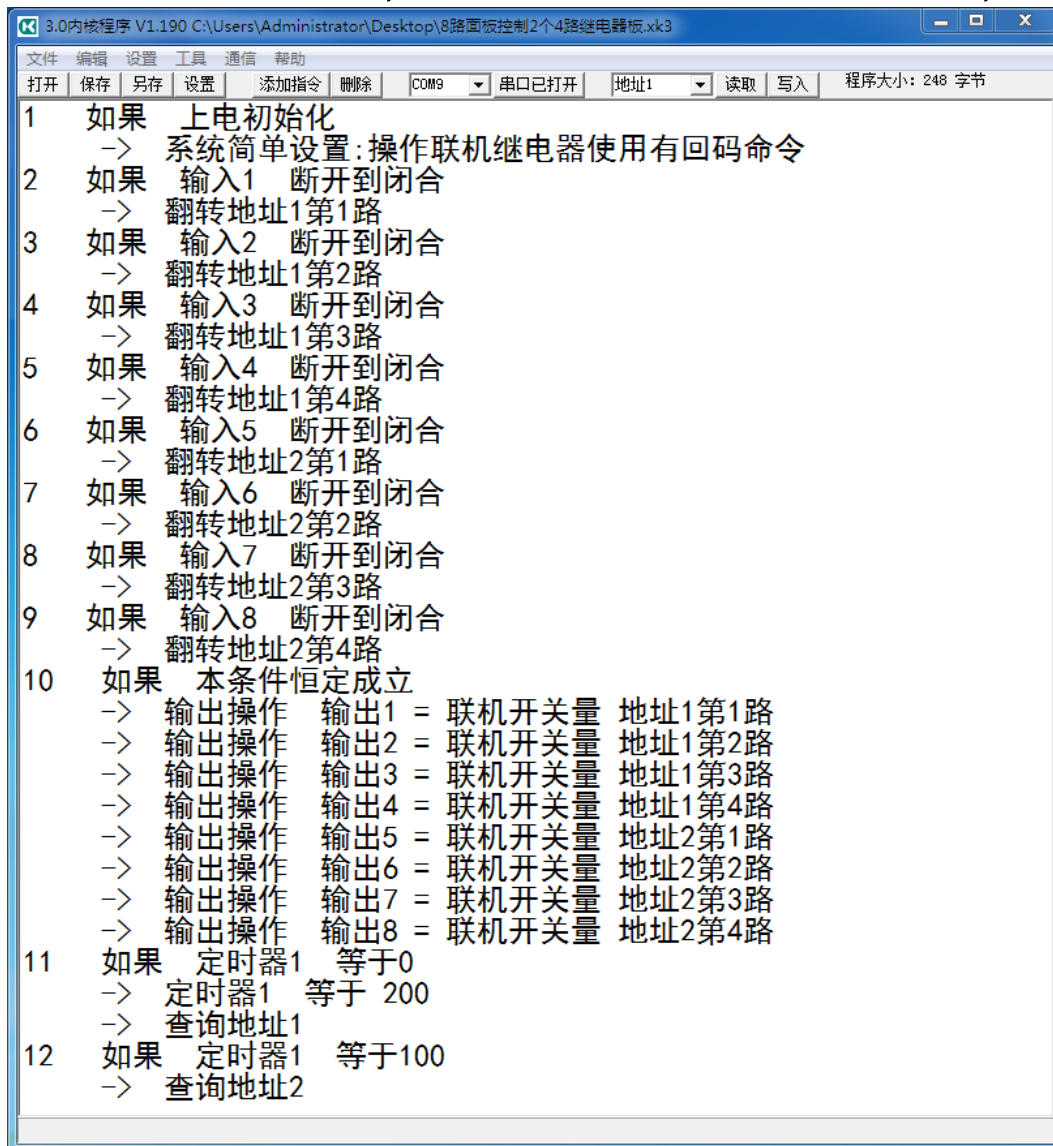 3.0内核程序 V1.190 C:\Users\Administrator\Desktop\8路面板控制2个4路继电器板.xk3
文件 编辑 设置 工具 通信 帮助
打开 保存 另存 设置 添加指令 删除 COM9 串口已打开 地址1 读取 写入 程序大小: 248 字节
1 如果 上电初始化
-> 系统简单设置:操作联机继电器使用有回码命令
2 如果 输入1 断开到闭合
-> 翻转地址1第1路
3 如果 输入2 断开到闭合
-> 翻转地址1第2路
4 如果 输入3 断开到闭合
-> 翻转地址1第3路
5 如果 输入4 断开到闭合
-> 翻转地址1第4路
6 如果 输入5 断开到闭合
-> 翻转地址2第1路
7 如果 输入6 断开到闭合
-> 翻转地址2第2路
8 如果 输入7 断开到闭合
-> 翻转地址2第3路
9 如果 输入8 断开到闭合
-> 翻转地址2第4路
10 如果 本条件恒定成立
-> 输出操作 输出1 = 联机开关量 地址1第1路
-> 输出操作 输出2 = 联机开关量 地址1第2路
-> 输出操作 输出3 = 联机开关量 地址1第3路
-> 输出操作 输出4 = 联机开关量 地址1第4路
-> 输出操作 输出5 = 联机开关量 地址2第1路
-> 输出操作 输出6 = 联机开关量 地址2第2路
-> 输出操作 输出7 = 联机开关量 地址2第3路
-> 输出操作 输出8 = 联机开关量 地址2第4路
11 如果 定时器1 等于0
-> 定时器1 等于 200
-> 查询地址1
12 如果 定时器1 等于100
-> 查询地址2